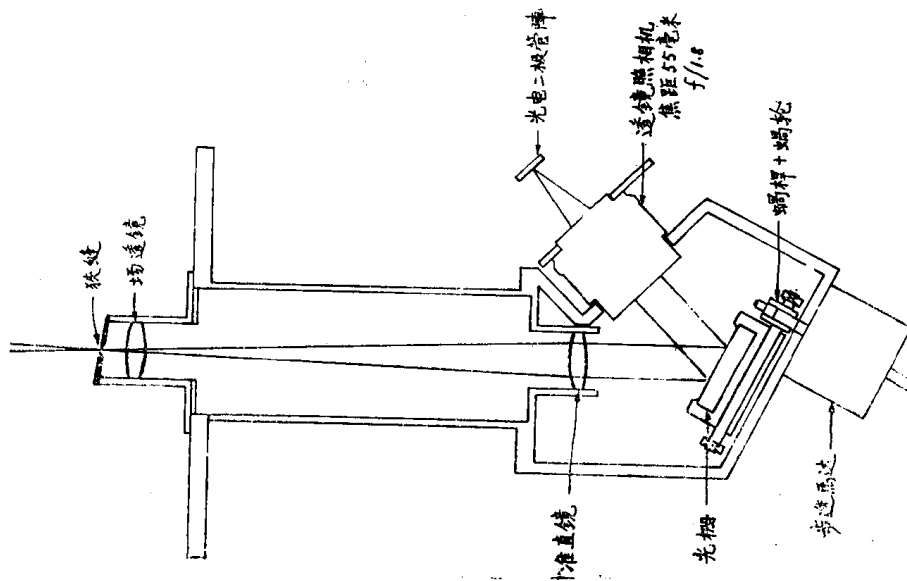 狭缝
场透镜
光电二极管阵
透镜照相机
焦距55毫米
f/1.8
蜗桿+蜗轮
准直镜
光栅
步进马达